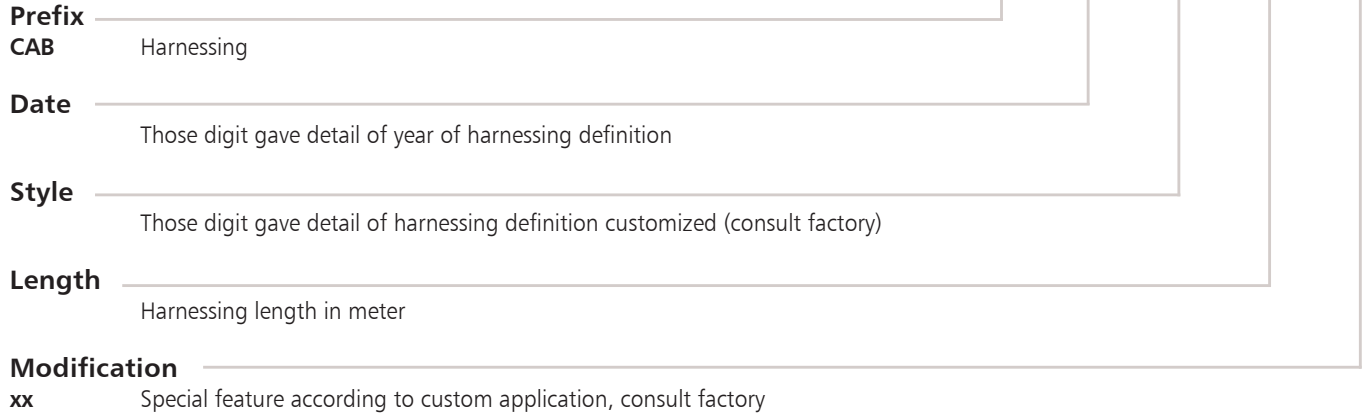 Prefix
CAB Harnessing
Date
Those digit gave detail of year of harnessing definition
Style
Those digit gave detail of harnessing definition customized (consult factory)
Length
Harnessing length in meter
Modification
xx Special feature according to custom application, consult factory